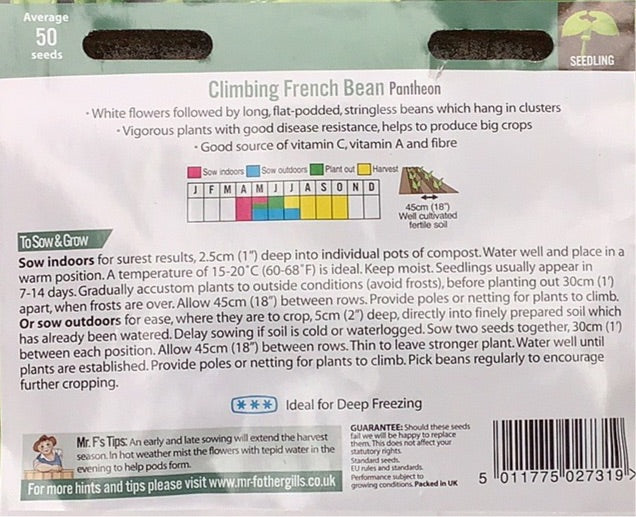 Average
50
seeds
SEEDLING
Climbing French Bean Pantheon
• White flowers followed by long, flat-podded, stringless beans which hang in clusters
• Vigorous plants with good disease resistance, helps to produce big crops
• Good source of vitamin C, vitamin A and fibre
Sow indoors Sow outdoors Plant out Harvest
J F M A M J J A S O N D
45cm (18")
Well cultivated
fertile soil
To Sow & Grow
Sow indoors for surest results, 2.5cm (1") deep into individual pots of compost. Water well and place in a
warm position. A temperature of 15-20˚C (60-68˚F) is ideal. Keep moist. Seedlings usually appear in
7-14 days. Gradually accustom plants to outside conditions (avoid frosts), before planting out 30cm (1')
apart, when frosts are over. Allow 45cm (18") between rows. Provide poles or netting for plants to climb.
Or sow outdoors for ease, where they are to crop, 5cm (2") deep, directly into finely prepared soil which
has already been watered. Delay sowing if soil is cold or waterlogged. Sow two seeds together, 30cm (1')
between each position. Allow 45cm (18") between rows. Thin to leave stronger plant. Water well until
plants are established. Provide poles or netting for plants to climb. Pick beans regularly to encourage
further cropping.
*** Ideal for Deep Freezing
Mr. F's Tips: An early and late sowing will extend the harvest
season. In hot weather mist the flowers with tepid water in the
evening to help pods form.
For more hints and tips please visit www.mr-fothergills.co.uk
GUARANTEE: Should these seeds
fail we will be happy to replace
them. This does not affect your
statutory rights.
Standard seeds.
EU rules and standards.
Performance subject to
growing conditions. Packed in UK
5 011775 027319 >